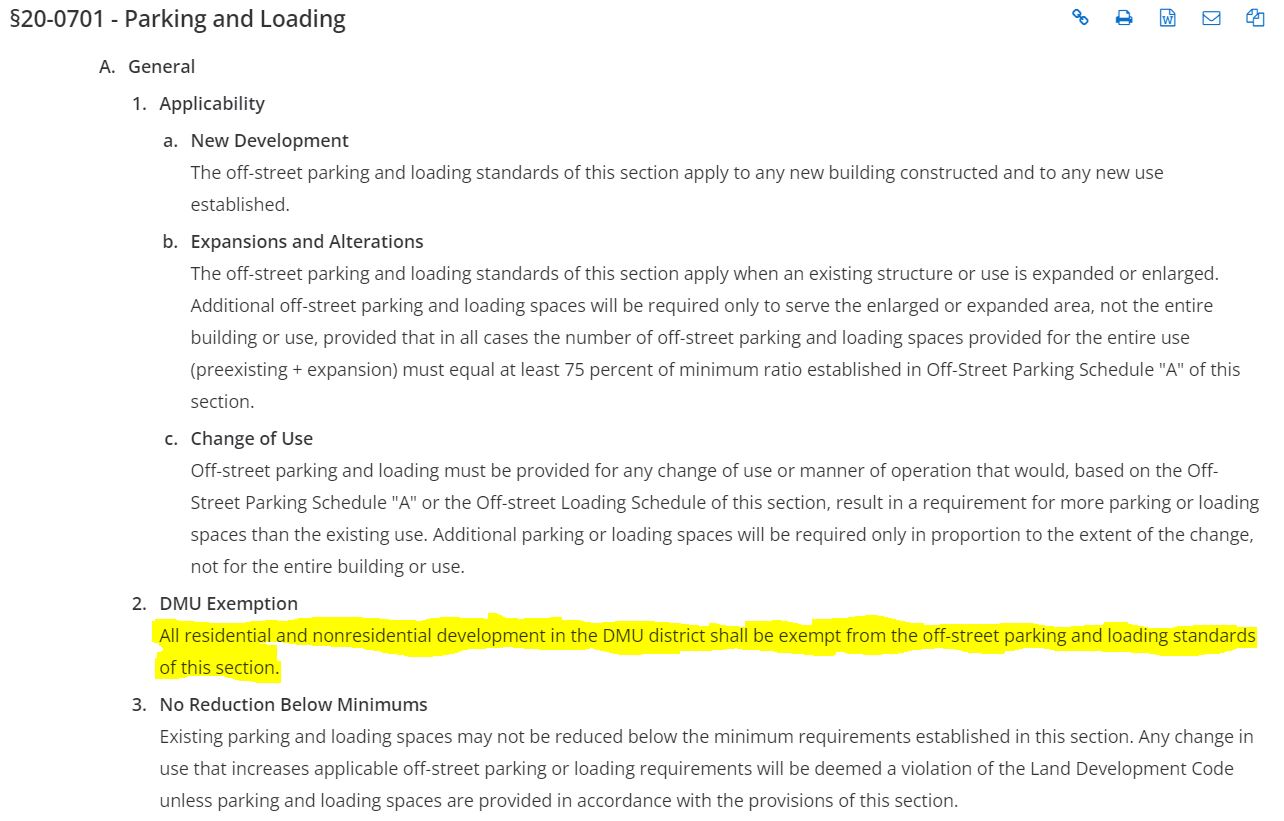 §20-0701 - Parking and Loading
A. General
1. Applicability
a. New Development
The off-street parking and loading standards of this section apply to any new building constructed and to any new use
established.
b. Expansions and Alterations
The off-street parking and loading standards of this section apply when an existing structure or use is expanded or enlarged.
Additional off-street parking and loading spaces will be required only to serve the enlarged or expanded area, not the entire
building or use, provided that in all cases the number of off-street parking and loading spaces provided for the entire use
(preexisting + expansion) must equal at least 75 percent of minimum ratio established in Off-Street Parking Schedule "A" of this
section.
c. Change of Use
Off-street parking and loading must be provided for any change of use or manner of operation that would, based on the Off-
Street Parking Schedule "A" or the Off-street Loading Schedule of this section, result in a requirement for more parking or loading
spaces than the existing use. Additional parking or loading spaces will be required only in proportion to the extent of the change,
not for the entire building or use.
2. DMU Exemption
All residential and nonresidential development in the DMU district shall be exempt from the off-street parking and loading standards
of this section.
3. No Reduction Below Minimums
Existing parking and loading spaces may not be reduced below the minimum requirements established in this section. Any change in
use that increases applicable off-street parking or loading requirements will be deemed a violation of the Land Development Code
unless parking and loading spaces are provided in accordance with the provisions of this section.